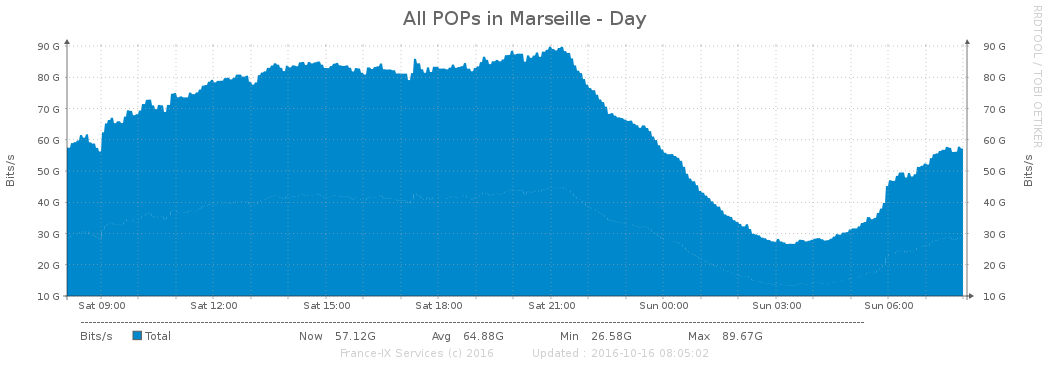 All POPs in Marseille - Day
RRDTOOL / TOBI OETIKER
Bits/s
90 G 90 G
80 G 80 G
70 G 70 G
60 G 60 G
50 G 50 G
40 G 40 G
30 G 30 G
20 G 20 G
10 G 10 G
Bits/s
Sat 09:00 Sat 12:00 Sat 15:00 Sat 18:00 Sat 21:00 Sun 00:00 Sun 03:00 Sun 06:00
Bits/s Total Now 57.12G Avg 64.88G Min 26.58G Max 89.67G
France-IX Services (c) 2016 Updated : 2016-10-16 08:05:02